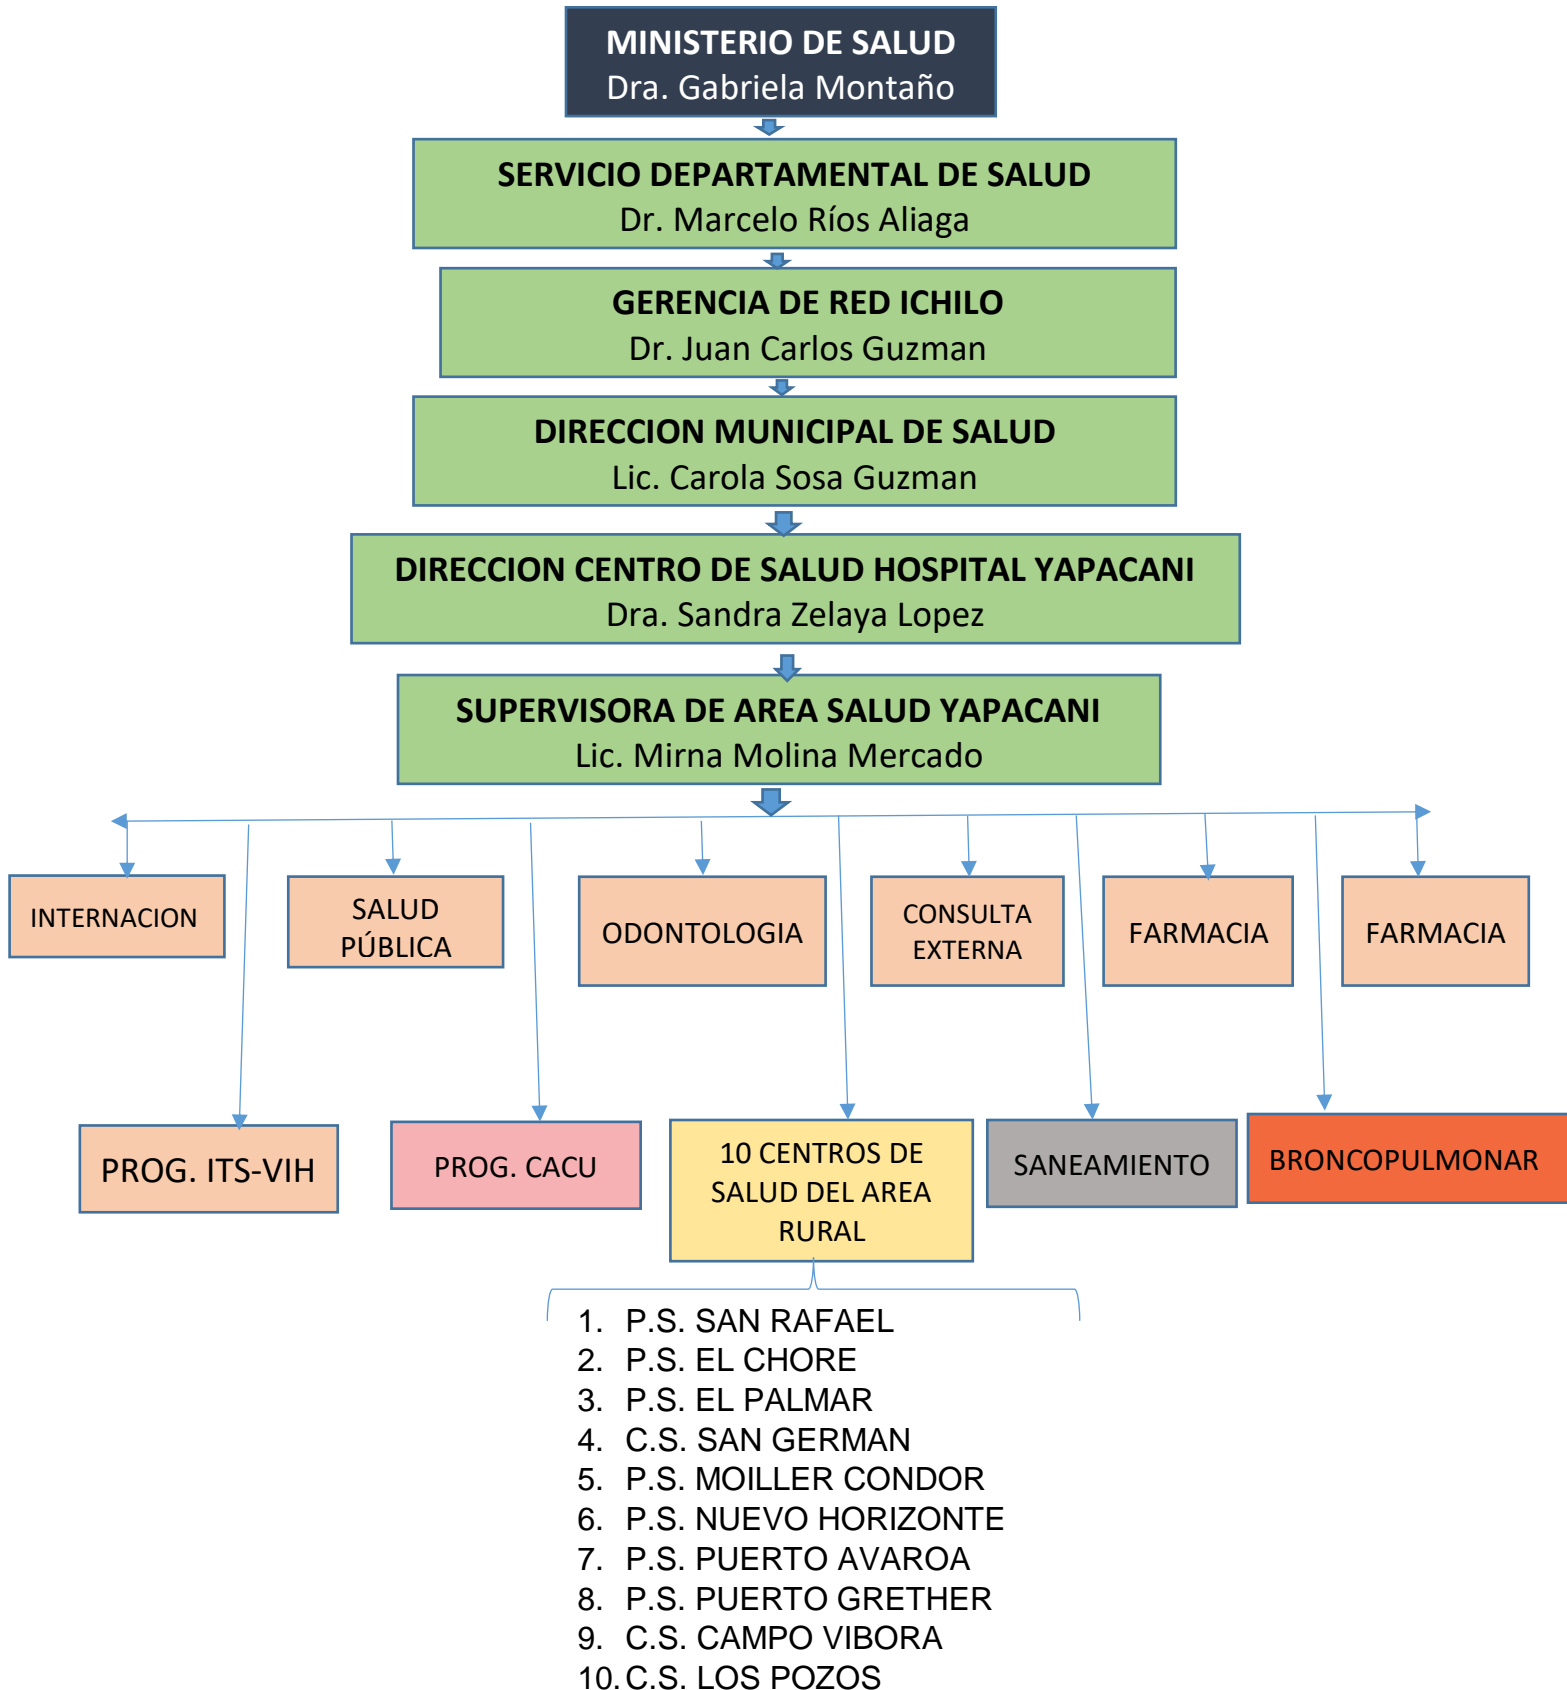 MINISTERIO DE SALUD
Dra. Gabriela Montaño
SERVICIO DEPARTAMENTAL DE SALUD
Dr. Marcelo Ríos Aliaga
GERENCIA DE RED ICHILO
Dr. Juan Carlos Guzman
DIRECCION MUNICIPAL DE SALUD
Lic. Carola Sosa Guzman
DIRECCION CENTRO DE SALUD HOSPITAL YAPACANI
Dra. Sandra Zelaya Lopez
SUPERVISORA DE AREA SALUD YAPACANI
Lic. Mirna Molina Mercado
INTERNACION
SALUD
PÚBLICA
ODONTOLOGIA
CONSULTA
EXTERNA
FARMACIA
FARMACIA
PROG. ITS-VIH
PROG. CACU
10 CENTROS DE
SALUD DEL AREA
RURAL
SANEAMIENTO
BRONCOPULMONAR
1. P.S. SAN RAFAEL
2. P.S. EL CHORE
3. P.S. EL PALMAR
4. C.S. SAN GERMAN
5. P.S. MOILLER CONDOR
6. P.S. NUEVO HORIZONTE
7. P.S. PUERTO AVAROA
8. P.S. PUERTO GRETHER
9. C.S. CAMPO VIBORA
10. C.S. LOS POZOS